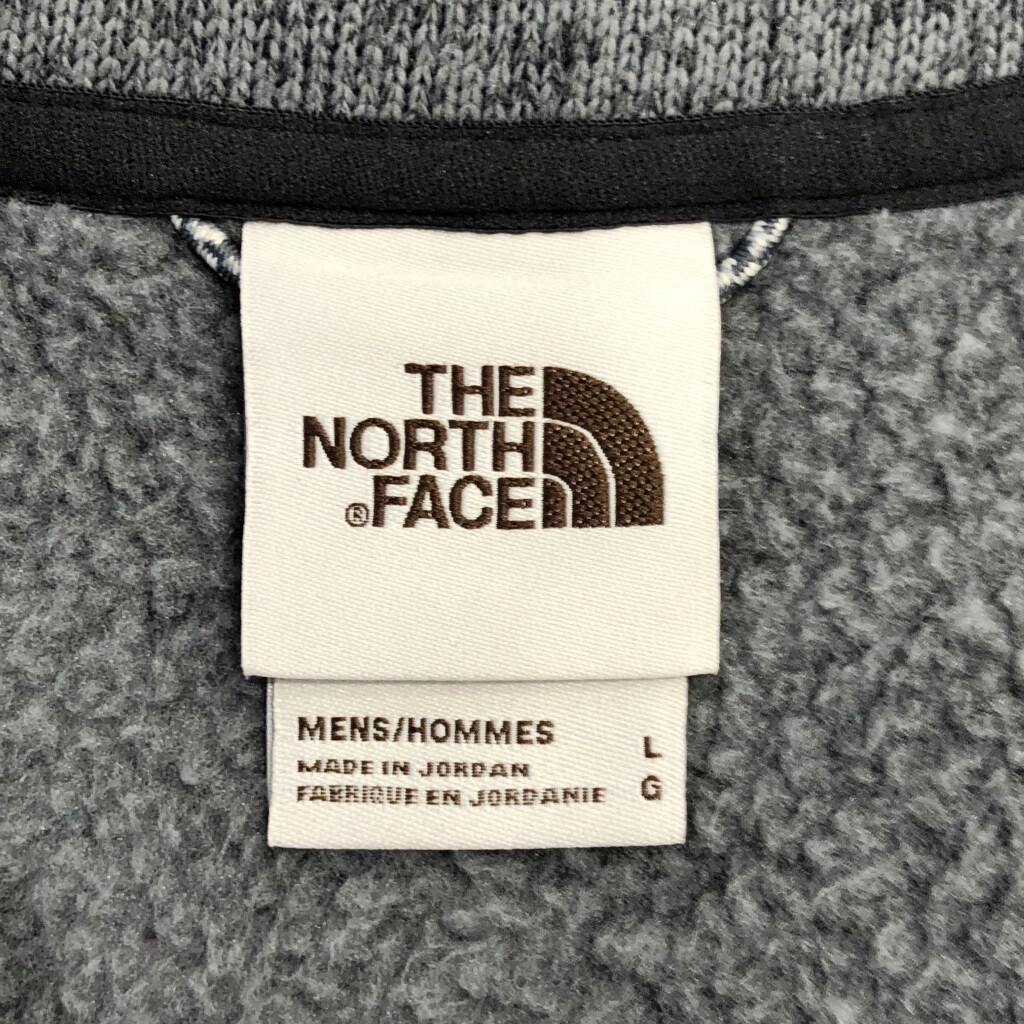 THE
NORTH
®FACE
MENS/HOMMES L
MADE IN JORDAN
FABRIQUE EN JORDANIE G